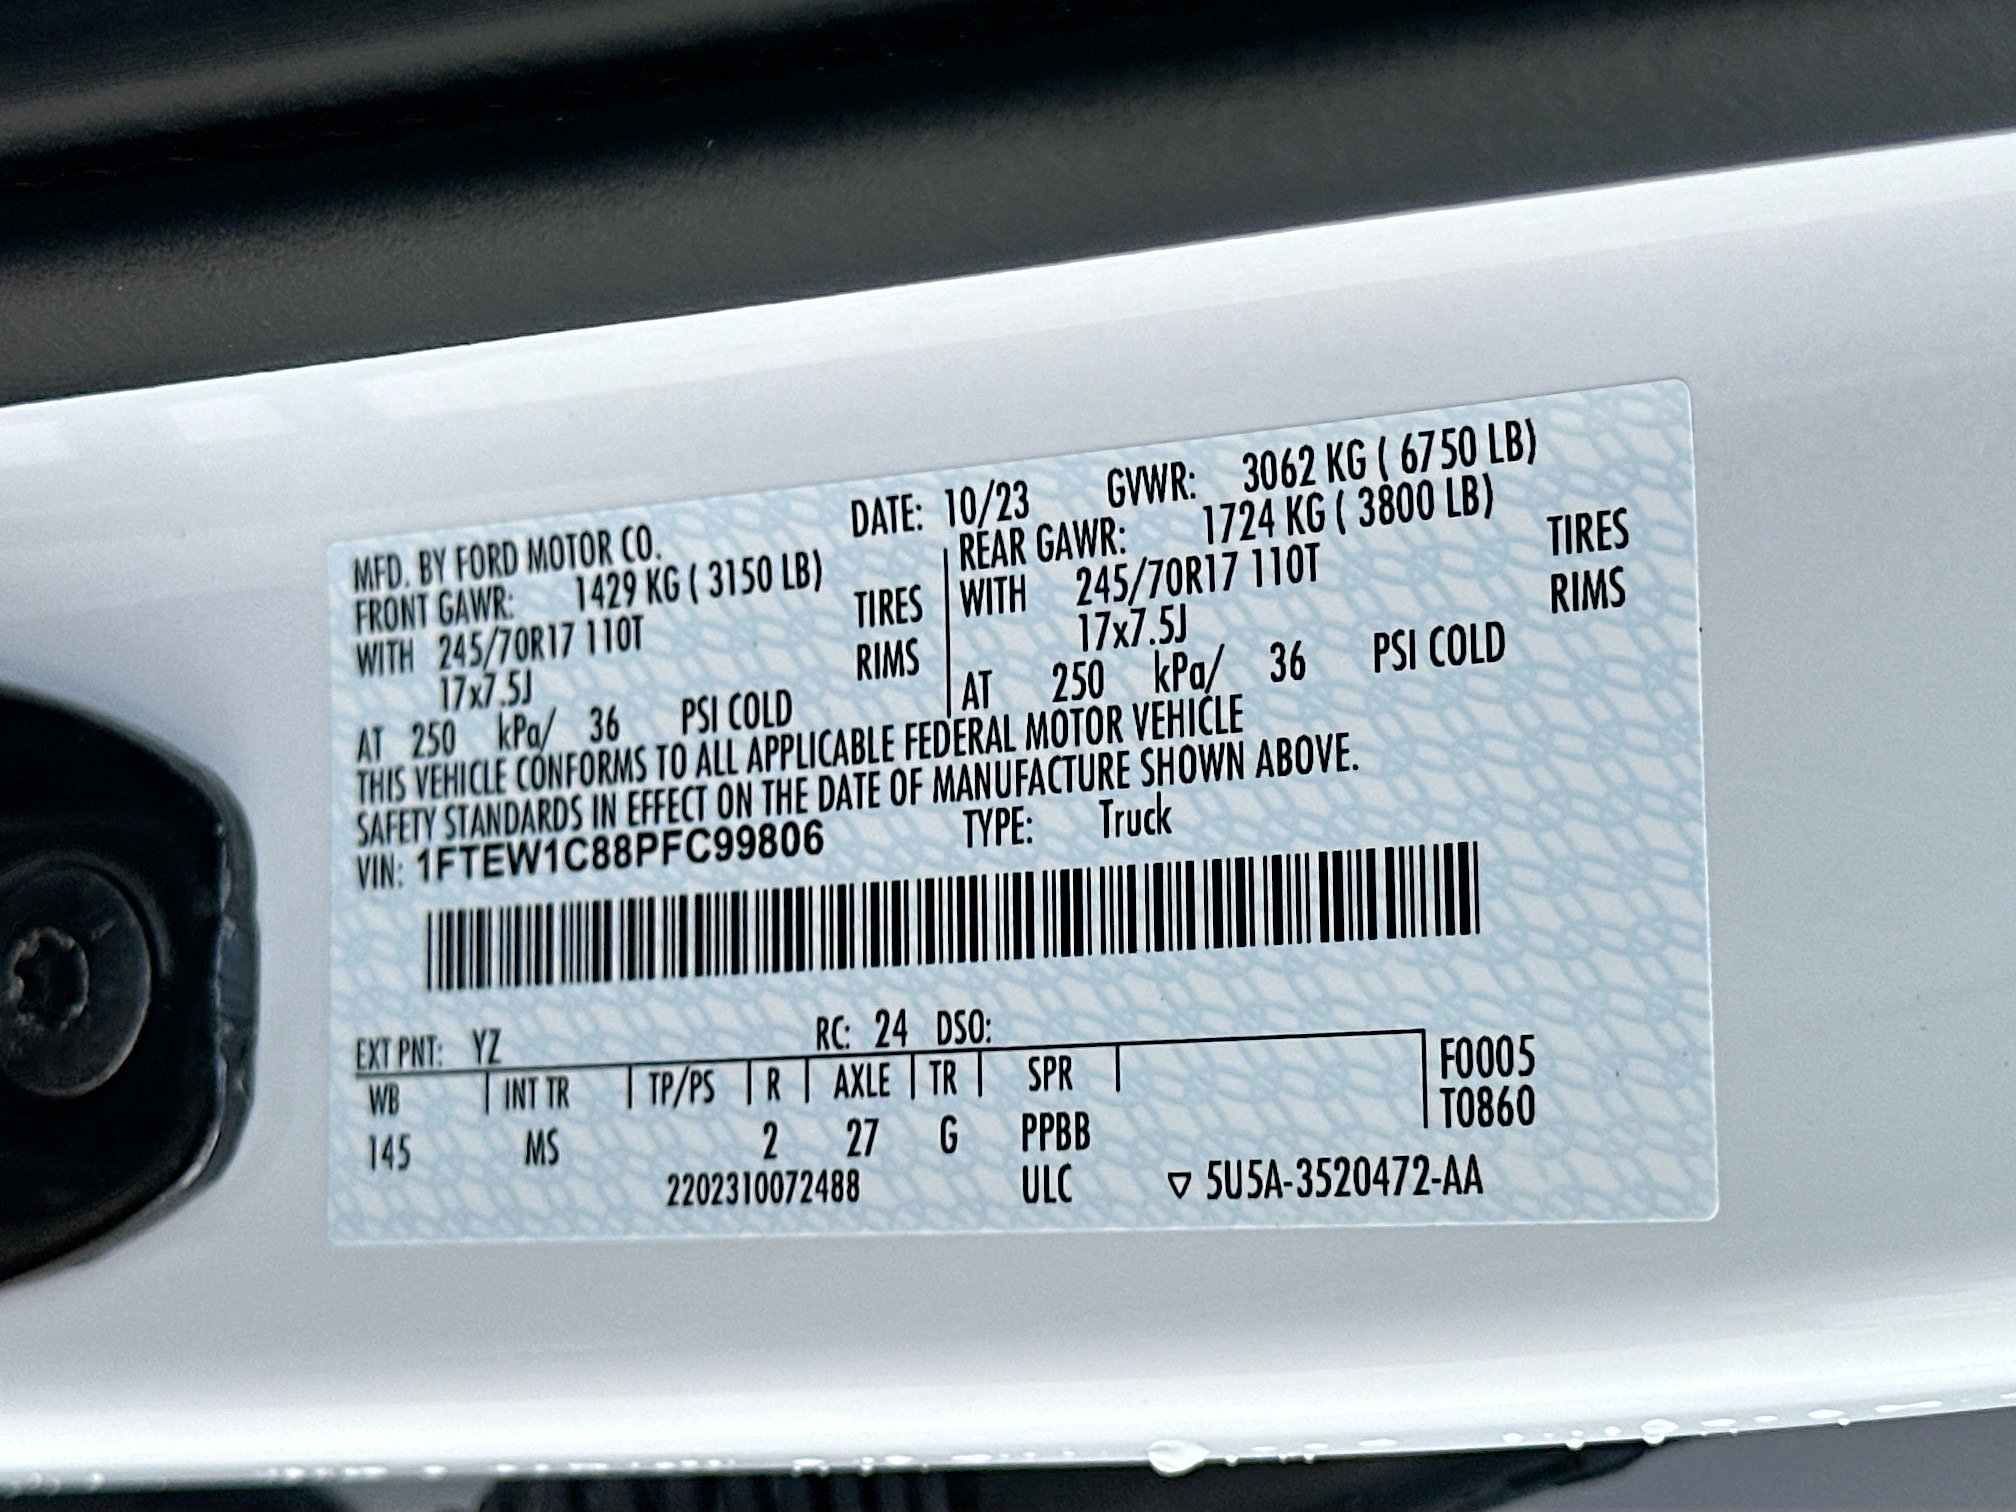 MFD. BY FORD MOTOR CO. DATE: 10/23 GVWR: 3062 KG ( 6750 LB)
FRONT GAWR: 1429 KG ( 3150 LB) REAR GAWR: 1724 KG ( 3800 LB)
WITH 245/70R17 110T TIRES WITH 245/70R17 110T TIRES
17x7.5J RIMS 17x7.5J RIMS
AT 250 kPa/ 36 PSI COLD AT 250 kPa/ 36 PSI COLD
THIS VEHICLE CONFORMS TO ALL APPLICABLE FEDERAL MOTOR VEHICLE
SAFETY STANDARDS IN EFFECT ON THE DATE OF MANUFACTURE SHOWN ABOVE.
VIN: 1FTEW1C88PFC99806 TYPE: Truck
EXT PNT: YZ RC: 24 DSO:
WB INT TR TP/PS R AXLE TR SPR F0005
145 MS 2 27 G PPBB T0860
2202310072488 ULC ▽ 5U5A-3520472-AA